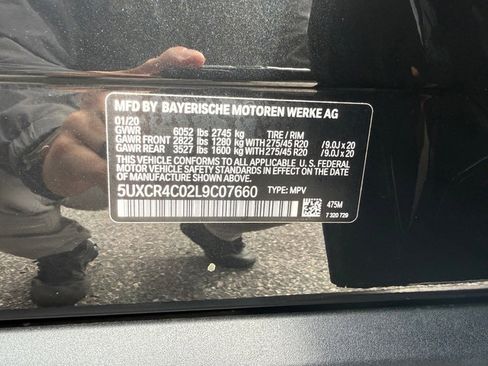 MFD BY BAYERISCHE MOTOREN WERKE AG
01/20
GVWR 6052 lbs 2745 kg TIRE / RIM
GAWR FRONT 2822 lbs 1280 kg WITH 275/45 R20 / 9.0J x 20
GAWR REAR 3527 lbs 1600 kg WITH 275/45 R20 / 9.0J x 20
THIS VEHICLE CONFORMS TO ALL APPLICABLE U. S. FEDERAL
MOTOR VEHICLE SAFETY STANDARDS IN EFFECT ON THE DATE
OF MANUFACTURE SHOWN ABOVE.
5UXCR4C02L9C07660 TYPE: MPV
475M
7 320 729